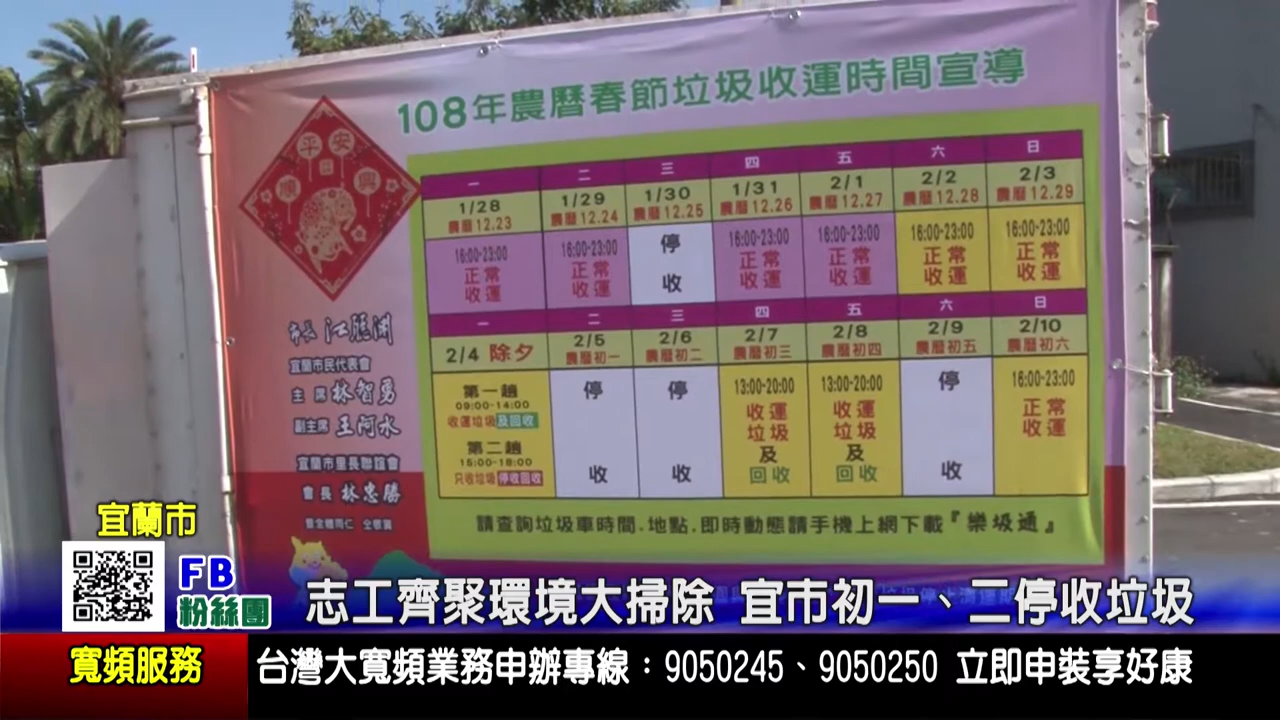 108年農曆春節垃圾收運時間宣導
平安
順興
一 二 三 四 五 六 日
1/28 1/29 1/30 1/31 2/1 2/2 2/3
農曆12.23 農曆12.24 農曆12.25 農曆12.26 農曆12.27 農曆12.28 農曆12.29
16:00-23:00 16:00-23:00 停 16:00-23:00 16:00-23:00 16:00-23:00 16:00-23:00
正常 正常 正常 正常 正常 正常
收運 收運 收 收運 收運 收運 收運
一 二 三 四 五 六 日
2/4 除夕 2/5 2/6 2/7 2/8 2/9 2/10
農曆初一 農曆初二 農曆初三 農曆初四 農曆初五 農曆初六
第一趟 停 停 13:00-20:00 13:00-20:00 停 16:00-23:00
09:00-14:00 收運 收運 正常
收運垃圾及回收 垃圾 垃圾 收運
第二趟 及 及
15:00-18:00 收 收 回收 回收 收
只收垃圾停收回收
請查詢垃圾車時間.地點.即時動態請手機上網下載『樂圾通』
市長 江聰淵
宜蘭市民代表會
主席 林智勇
副主席 王阿水
宜蘭市里長聯誼會
會長 林忠勝
暨全體同仁 仝敬賀
宜蘭市
FB
粉絲團
志工齊聚環境大掃除 宜市初一、二停收垃圾
寬頻服務
台灣大寬頻業務申辦專線：9050245、9050250 立即申裝享好康